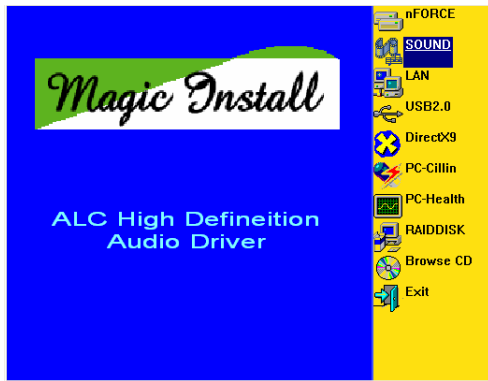 Magic Install
ALC High Defineition
Audio Driver
nFORCE
SOUND
LAN
USB2.0
DirectX9
PC-Cillin
PC-Health
RAIDDISK
Browse CD
Exit